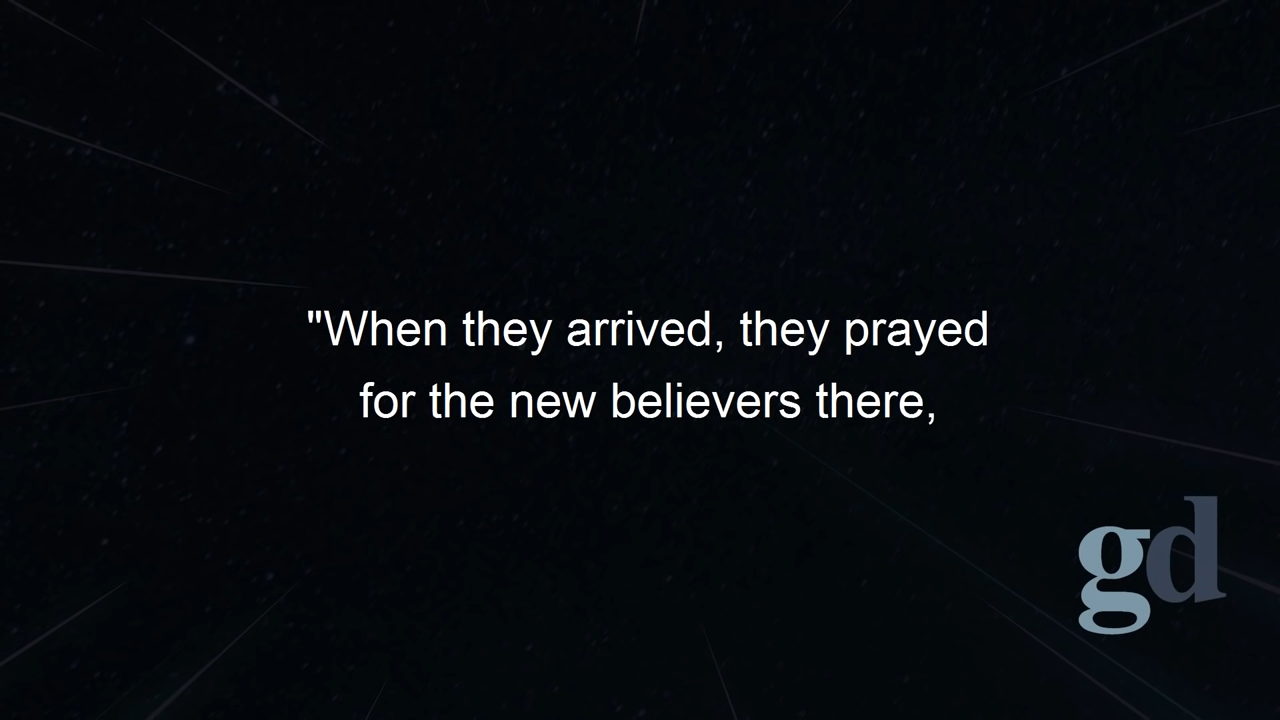 "When they arrived, they prayed
for the new believers there,
gd